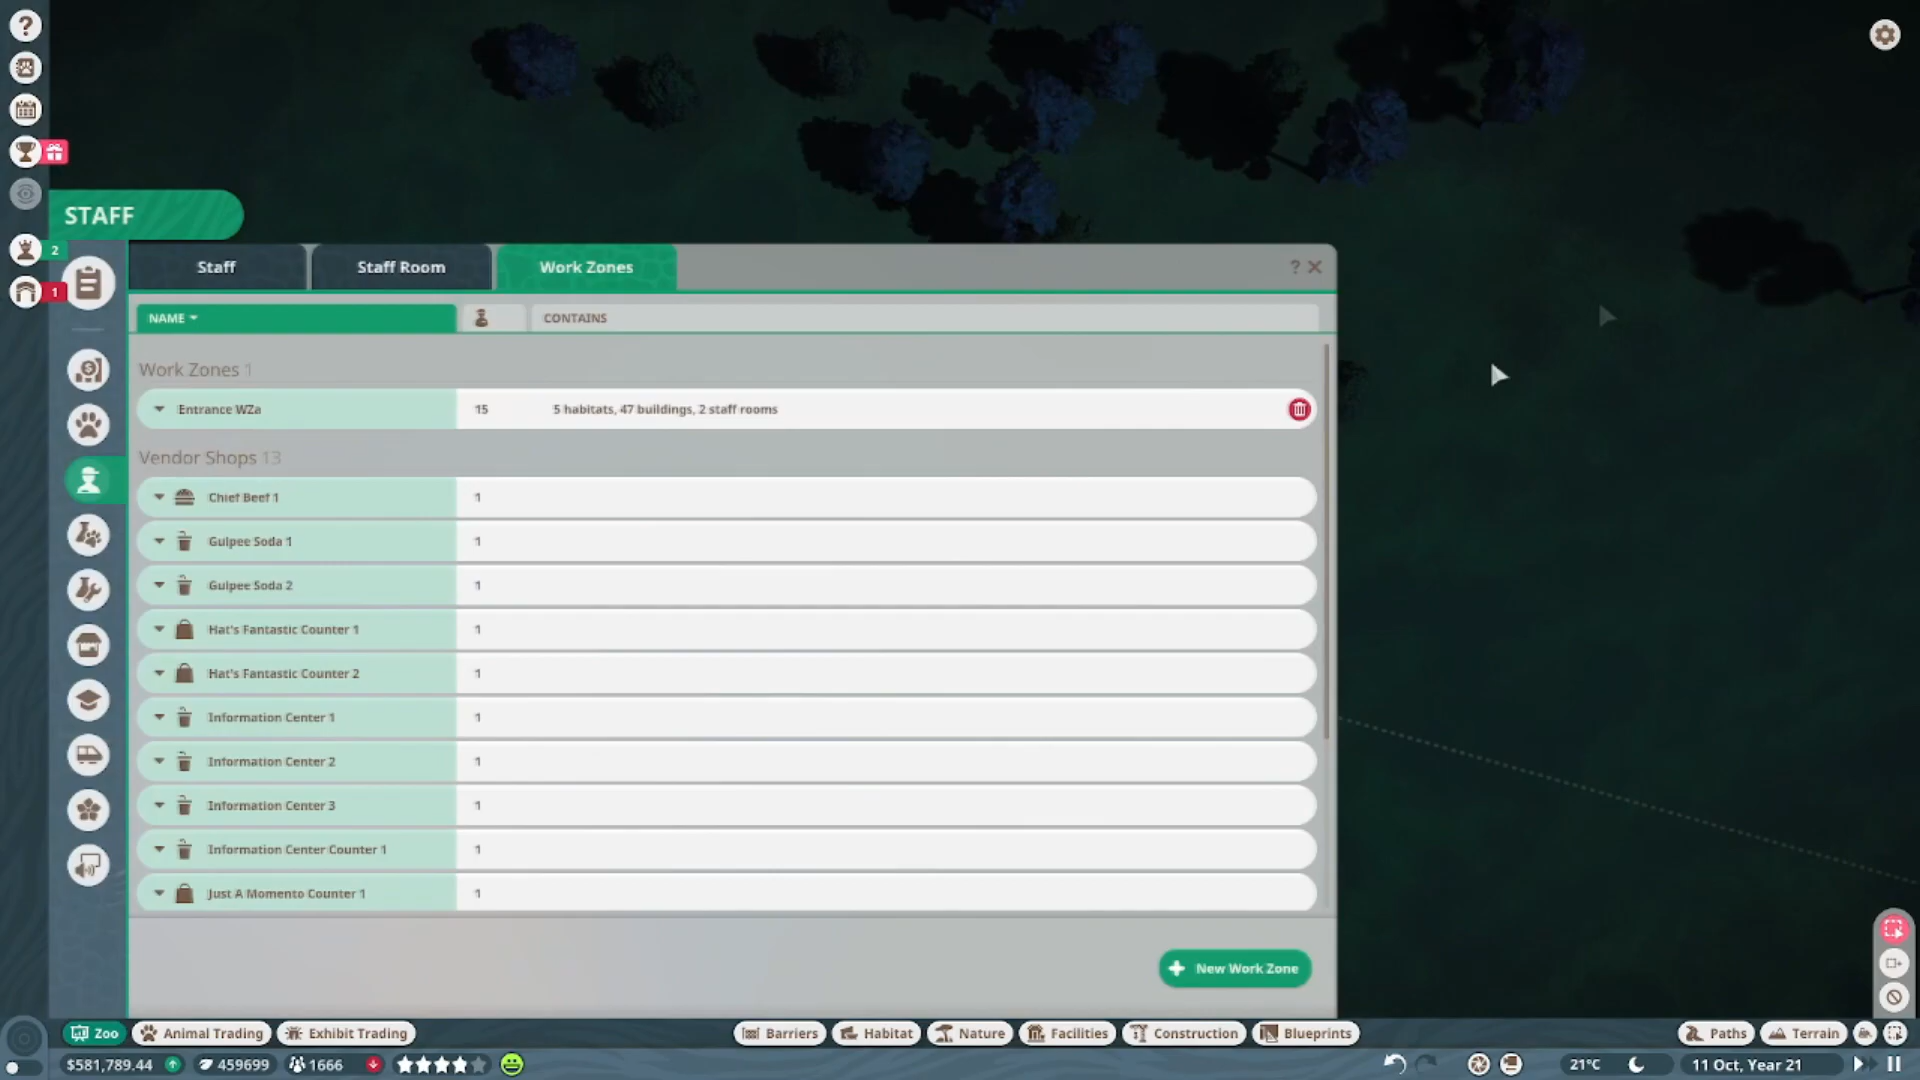 ?
2
1
STAFF
Staff
Staff Room
Work Zones
?
NAME
CONTAINS
Work Zones 1
Entrance WZa 15 5 habitats, 47 buildings, 2 staff rooms
Vendor Shops 13
Chief Beef 1 1
Gulpee Soda 1 1
Gulpee Soda 2 1
Hat's Fantastic Counter 1 1
Hat's Fantastic Counter 2 1
Information Center 1 1
Information Center 2 1
Information Center 3 1
Information Center Counter 1 1
Just A Momento Counter 1 1
New Work Zone
Zoo Animal Trading Exhibit Trading Barriers Habitat Nature Facilities Construction Blueprints Paths Terrain
$581,789.44 459699 1666 21°C 11 Oct, Year 21